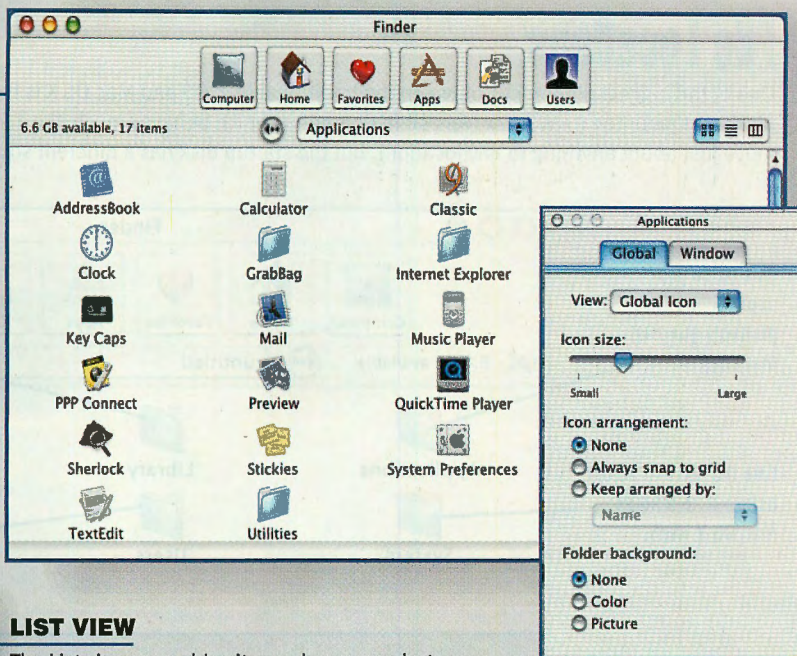 Finder
Computer Home Favorites Apps Docs Users
6.6 GB available, 17 items
Applications
AddressBook Calculator Classic
Clock GrabBag Internet Explorer
Key Caps Mail Music Player
PPP Connect Preview QuickTime Player
Sherlock Stickies System Preferences
TextEdit Utilities
Applications
Global Window
View: Global Icon
Icon size:
Small Large
Icon arrangement:
None
Always snap to grid
Keep arranged by:
Name
Folder background:
None
Color
Picture
LIST VIEW